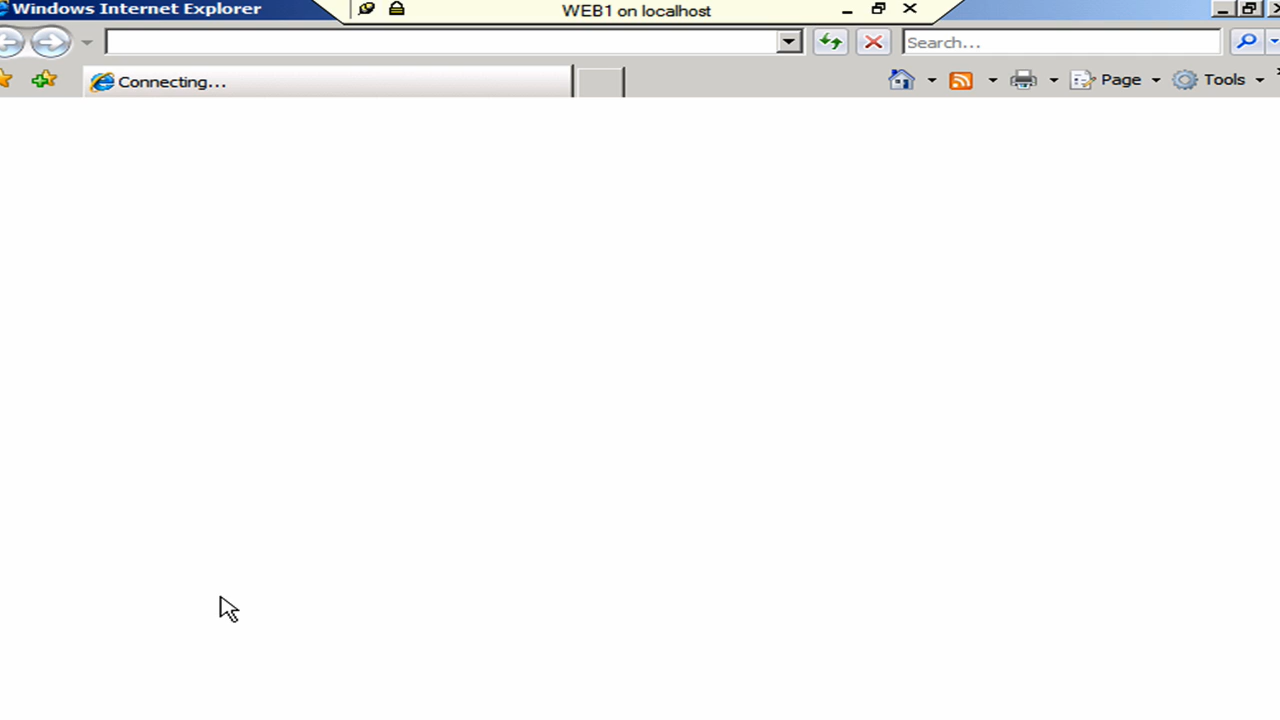 Windows Internet Explorer
WEB1 on localhost
Search...
Connecting...
Page
Tools